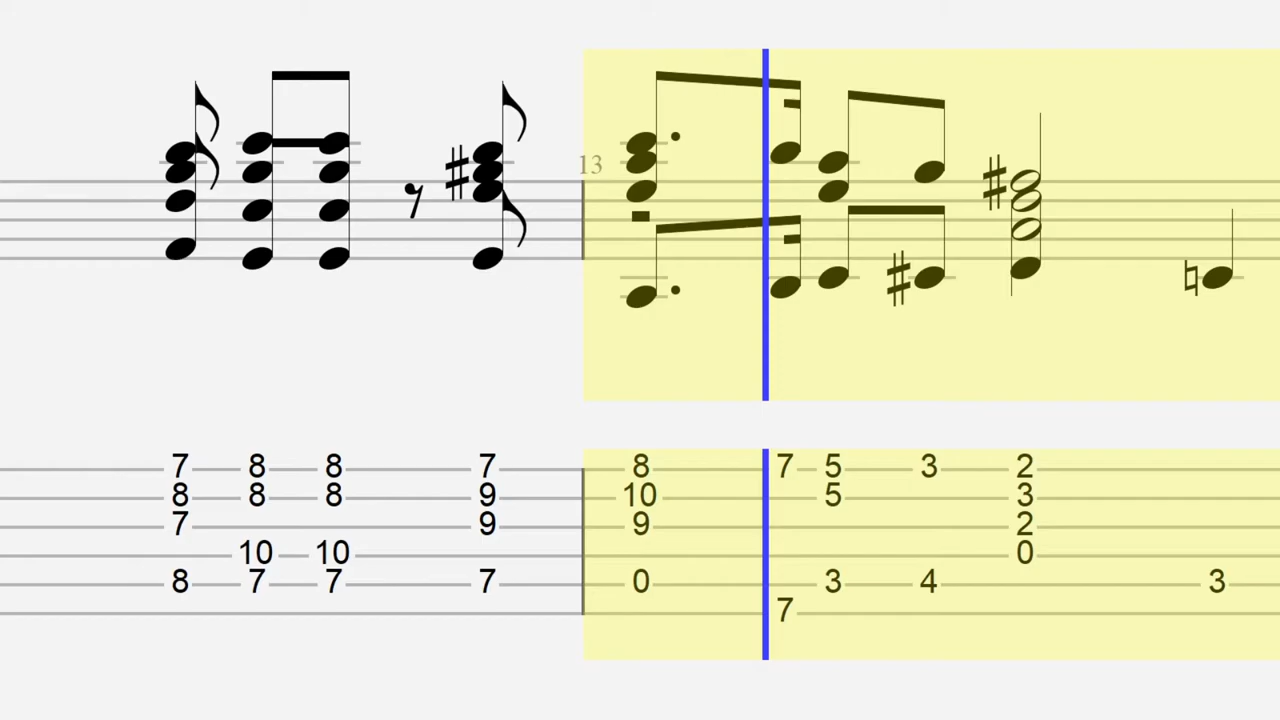 13
7 8 8 7 8 7 5 3 2
8 8 8 9 10 5 3
7 9 9 2
10 10 0
8 7 7 7 0 3 4 3
7